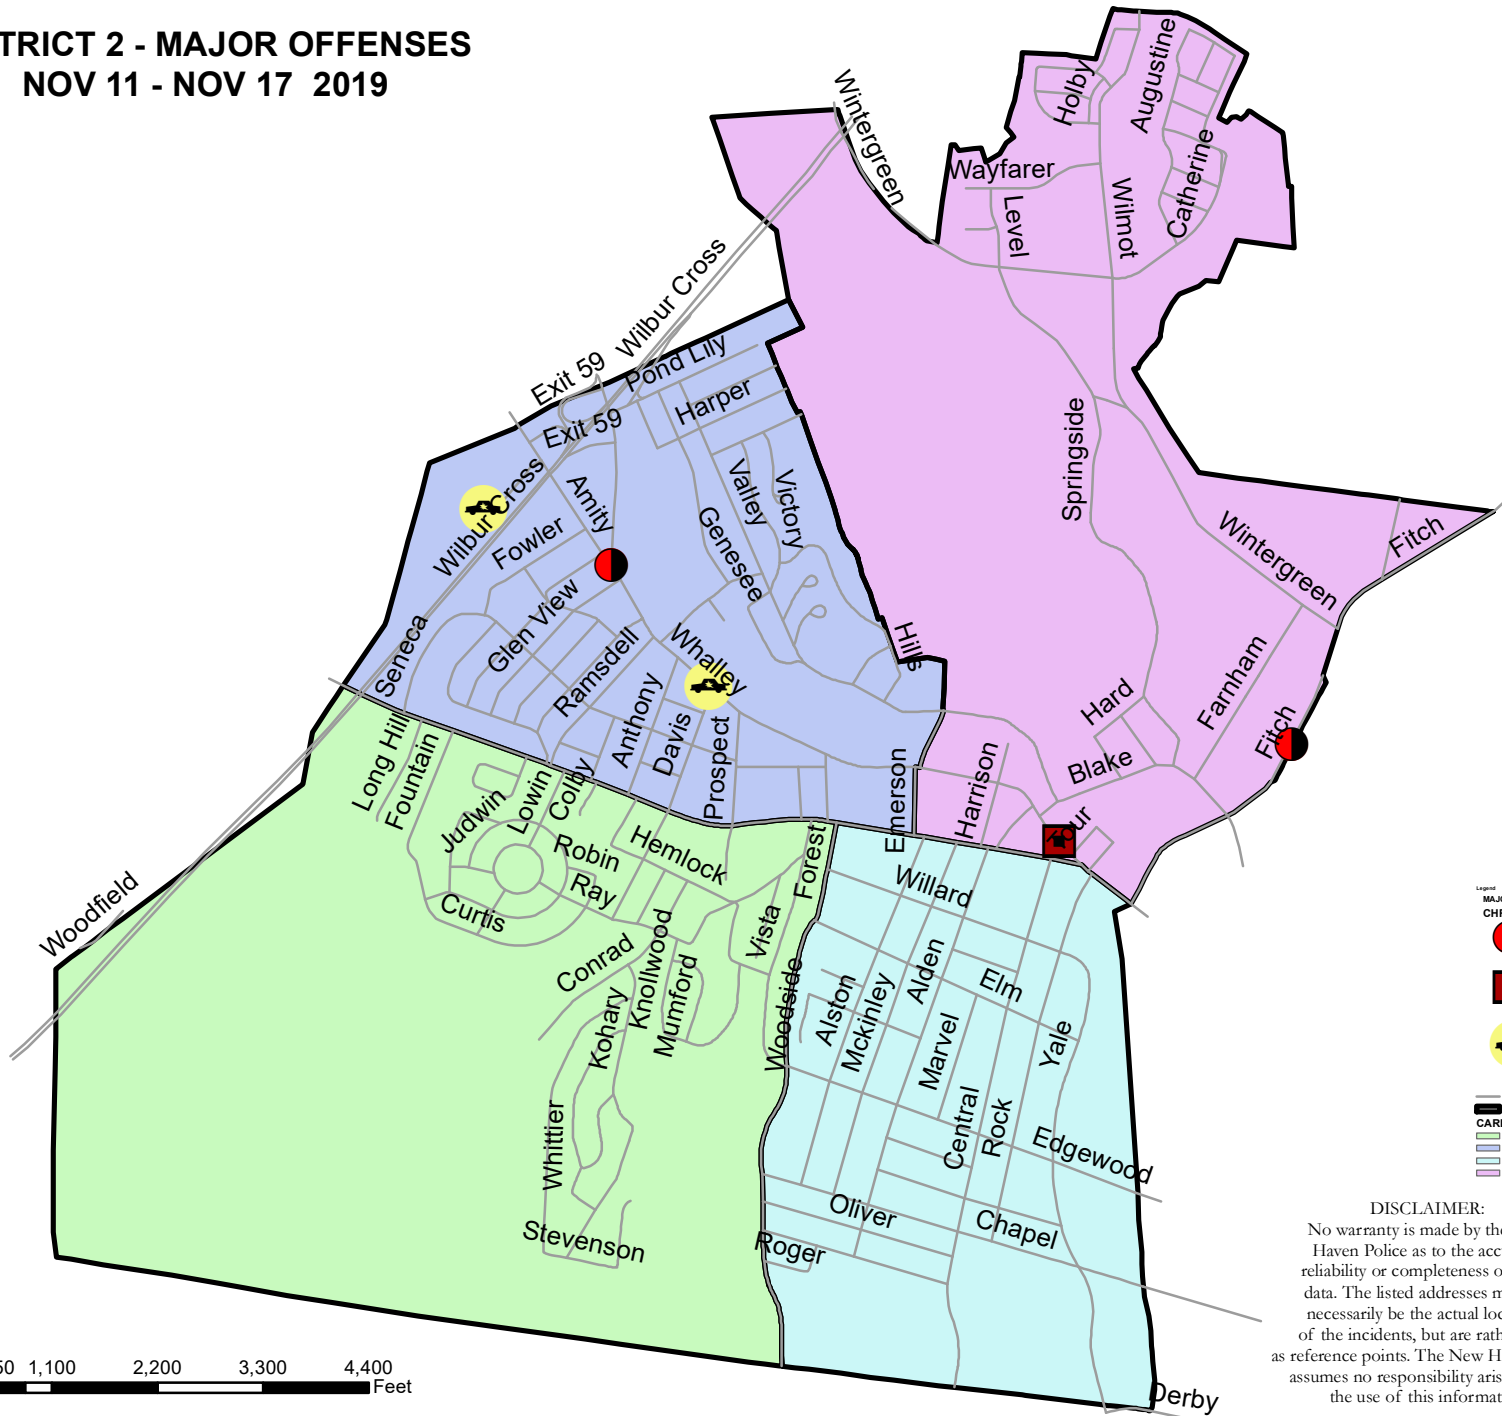 TRICT 2 - MAJOR OFFENSES
NOV 11 - NOV 17 2019
Wintergreen
Holby
Augustine
Wayfarer
Level
Wilmot
Catherine
Wilbur Cross
Exit 59
Pond Lily
Exit 59
Harper
Wilbur Cross
Amity
Fowler
Valley
Victory
Genesee
Springside
Wintergreen
Fitch
Glen View
Seneca
Ramsdell
Whalley
Hills
Anthony
Davis
Prospect
Hard
Farnham
Fitch
Blake
Long Hill
Fountain
Emerson
Harrison
Judwin
Lowin
Colby
Robin
Ray
Hemlock
Forest
Willard
Curtis
Woodfield
Conrad
Knollwood
Vista
Kohary
Mumford
Woodside
Alston
Mckinley
Alden
Elm
Marvel
Yale
Whittier
Central
Rock
Edgewood
Stevenson
Oliver
Chapel
Roger
Derby
Legend
MAJO
CHR
CARI
DISCLAIMER:
No warranty is made by the
Haven Police as to the acc
reliability or completeness o
data. The listed addresses m
necessarily be the actual loc
of the incidents, but are rath
as reference points. The New H
assumes no responsibility aris
the use of this informat
50 1,100 2,200 3,300 4,400
Feet